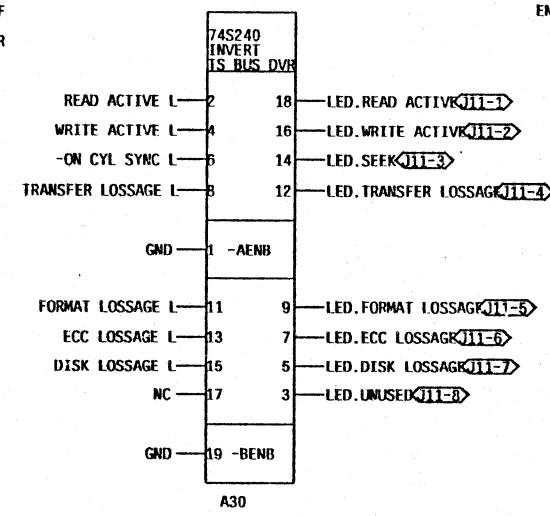 F
EN
R
74S240
INVERT
TS BUS DVR
READ ACTIVE L 2 18 LED.READ ACTIVE J11-1
WRITE ACTIVE L 4 16 LED.WRITE ACTIVE J11-2
-ON CYL SYNC L 6 14 LED.SEEK J11-3
TRANSFER LOSSAGE L 8 12 LED.TRANSFER LOSSAGE J11-4
GND 1 -AENB
FORMAT LOSSAGE L 11 9 LED.FORMAT LOSSAGE J11-5
ECC LOSSAGE L 13 7 LED.ECC LOSSAGE J11-6
DISK LOSSAGE L 15 5 LED.DISK LOSSAGE J11-7
NC 17 3 LED.UNUSED J11-8
GND 19 -BENB
A30